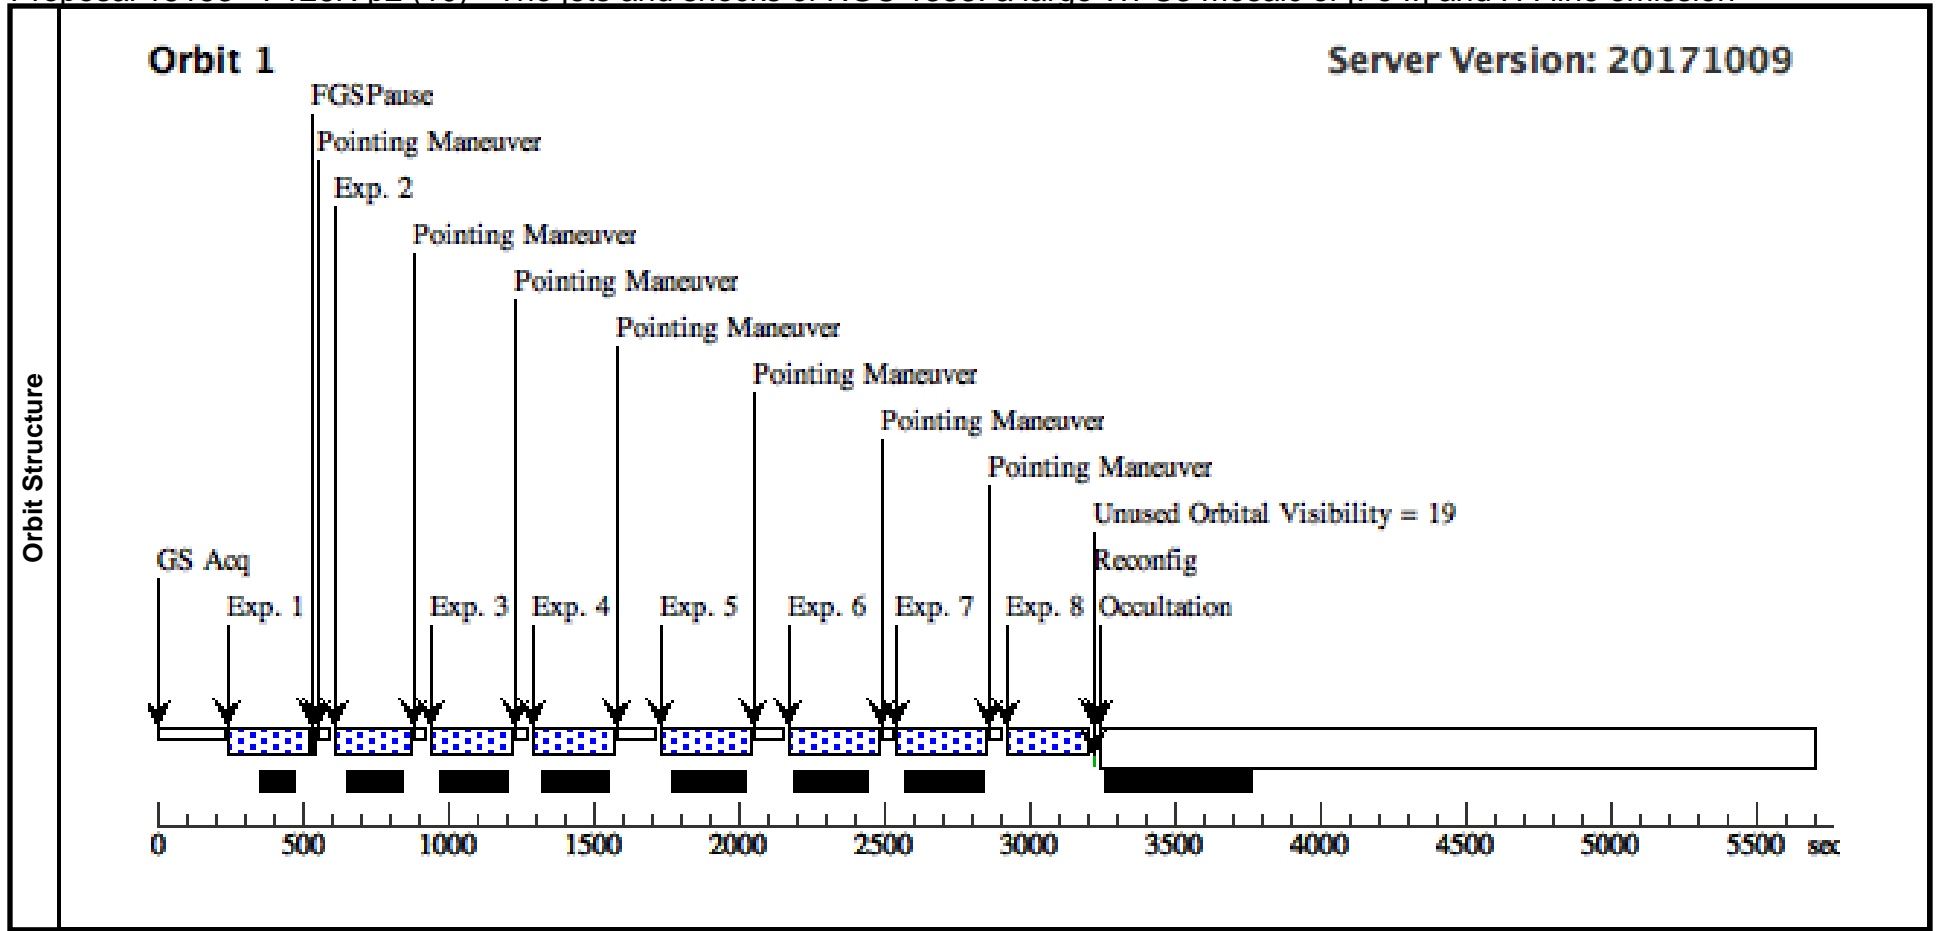 Orbit 1 Server Version: 20171009
FGSPause
Pointing Maneuver
Exp. 2
Pointing Maneuver
Pointing Maneuver
Pointing Maneuver
Pointing Maneuver
Pointing Maneuver
Pointing Maneuver
Unused Orbital Visibility = 19
GS Acq Reconfig
Exp. 1 Exp. 3 Exp. 4 Exp. 5 Exp. 6 Exp. 7 Exp. 8 Occultation
Orbit Structure
0 500 1000 1500 2000 2500 3000 3500 4000 4500 5000 5500 sec